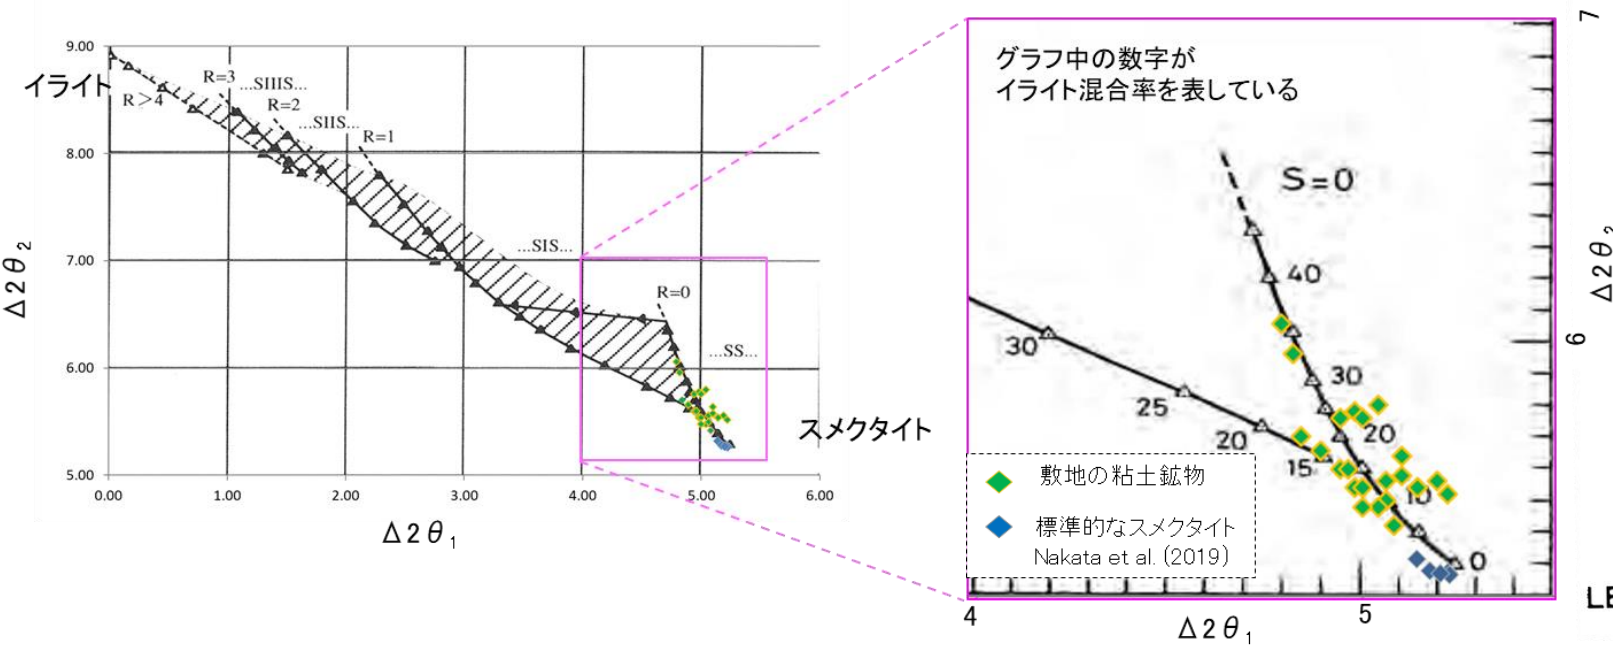 9.00
8.00
7.00
6.00
5.00
0.00
1.00
2.00
3.00
4.00
5.00
6.00
Δ2θ₂
Δ2θ₁
イライト
R>4
R=3
...SIIIS...
R=2
...SIIS...
R=1
...SIS...
R=0
...SS...
スメクタイト
グラフ中の数字が
イライト混合率を表している
S=0
40
30
30
25
20
20
15
10
0
敷地の粘土鉱物
標準的なスメクタイト
Nakata et al. (2019)
4
5
Δ2θ₁
7
Δ2θ₂
6